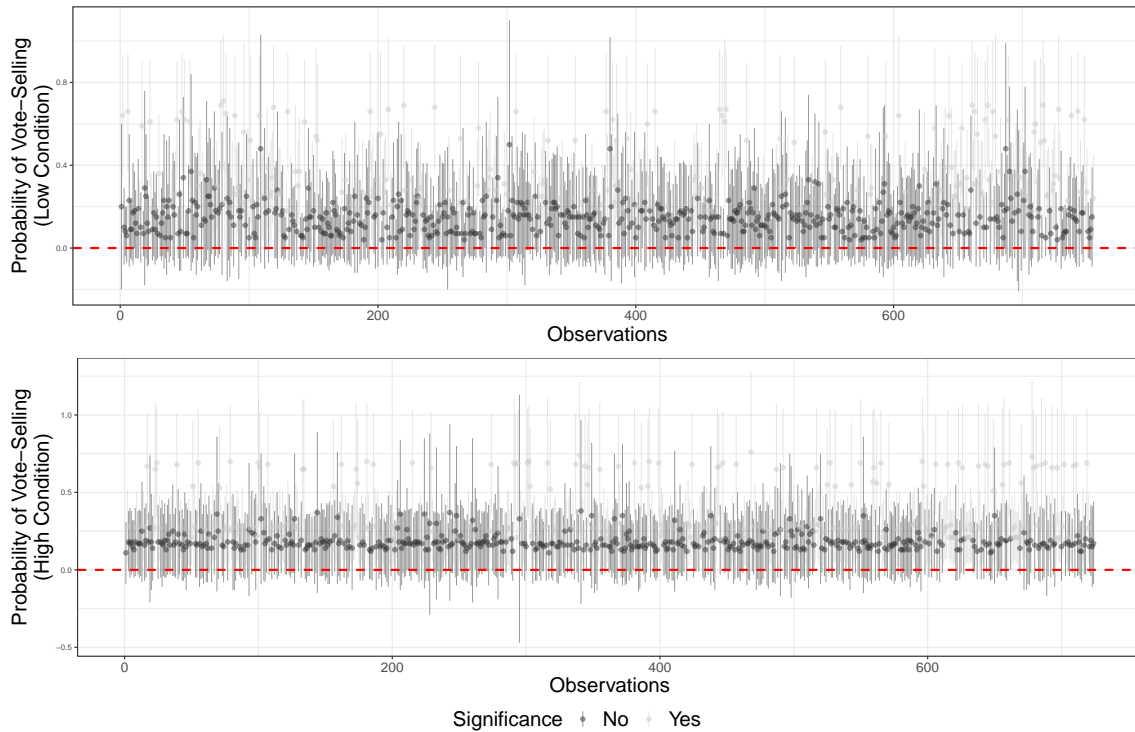 Probability of Vote−Selling
(Low Condition)
0.8
0.4
0.0
0
200
400
600
Observations
Probability of Vote−Selling
(High Condition)
1.0
0.5
0.0
−0.5
0
200
400
600
Observations
Significance No Yes